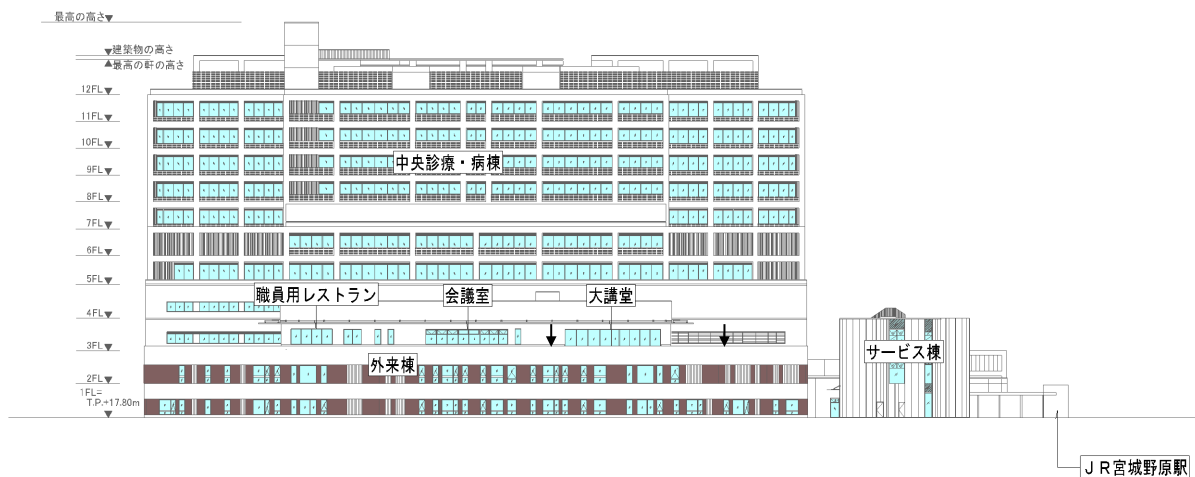 最高の高さ
建築物の高さ
最高の軒の高さ
12FL
11FL
10FL
9FL
8FL
7FL
6FL
5FL
4FL
3FL
2FL
1FL=
T.P.+17.80m
中央診療・病棟
職員用レストラン
会議室
大講堂
外来棟
サービス棟
JR宮城野原駅